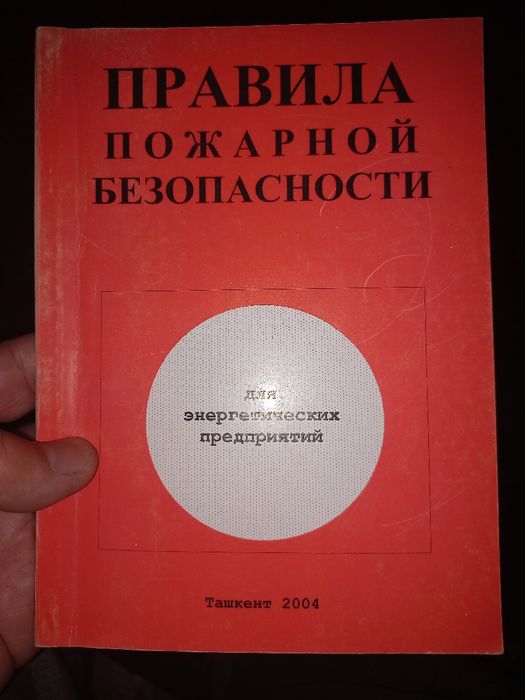 ПРАВИЛА
ПОЖАРНОЙ
БЕЗОПАСНОСТИ
для
энергетических
предприятий
Ташкент 2004